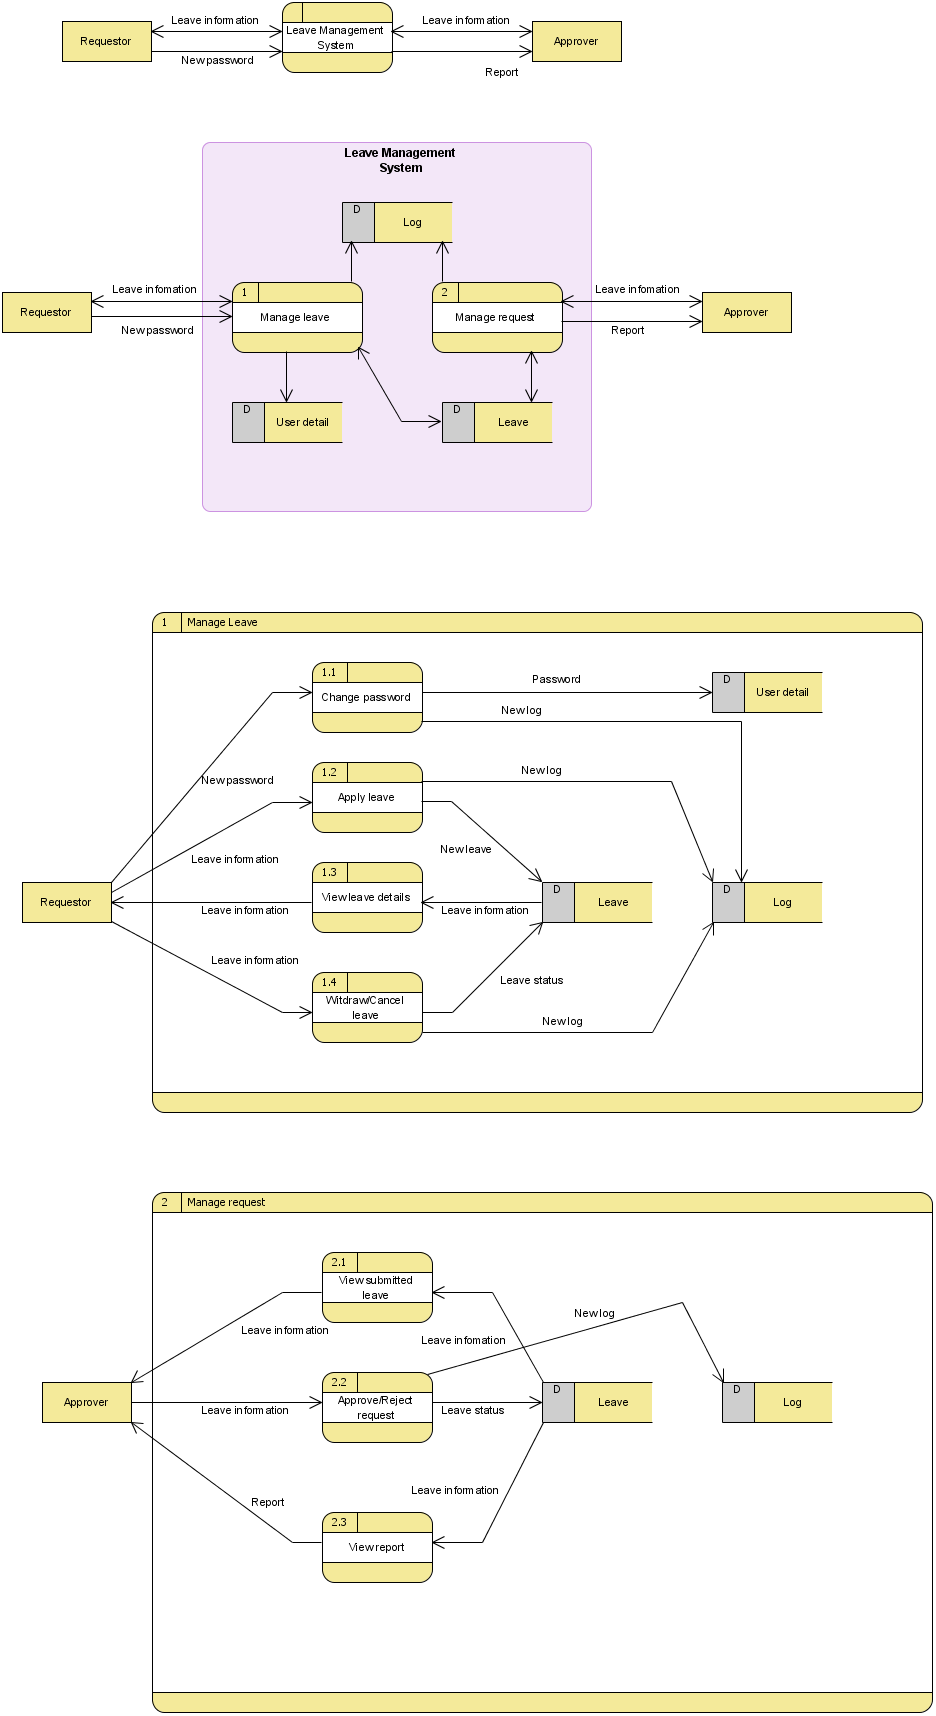 Leave information
Leave information
Requestor
Leave Management
System
Approver
New password
Report
Leave Management
System
D
Log
Leave infomation
1
2
Leave infomation
Requestor
Manage leave
Manage request
Approver
New password
Report
D
User detail
D
Leave
1
Manage Leave
1.1
Change password
Password
D
User detail
New log
New password
1.2
Apply leave
New log
New leave
Leave information
1.3
View leave details
Requestor
Leave information
Leave information
D
Leave
D
Log
Leave information
1.4
Witdraw/Cancel
leave
Leave status
New log
2
Manage request
2.1
View submitted
leave
New log
Leave information
Leave infomation
2.2
Approve/Reject
request
Approver
Leave information
Leave status
D
Leave
D
Log
Leave information
Report
2.3
View report